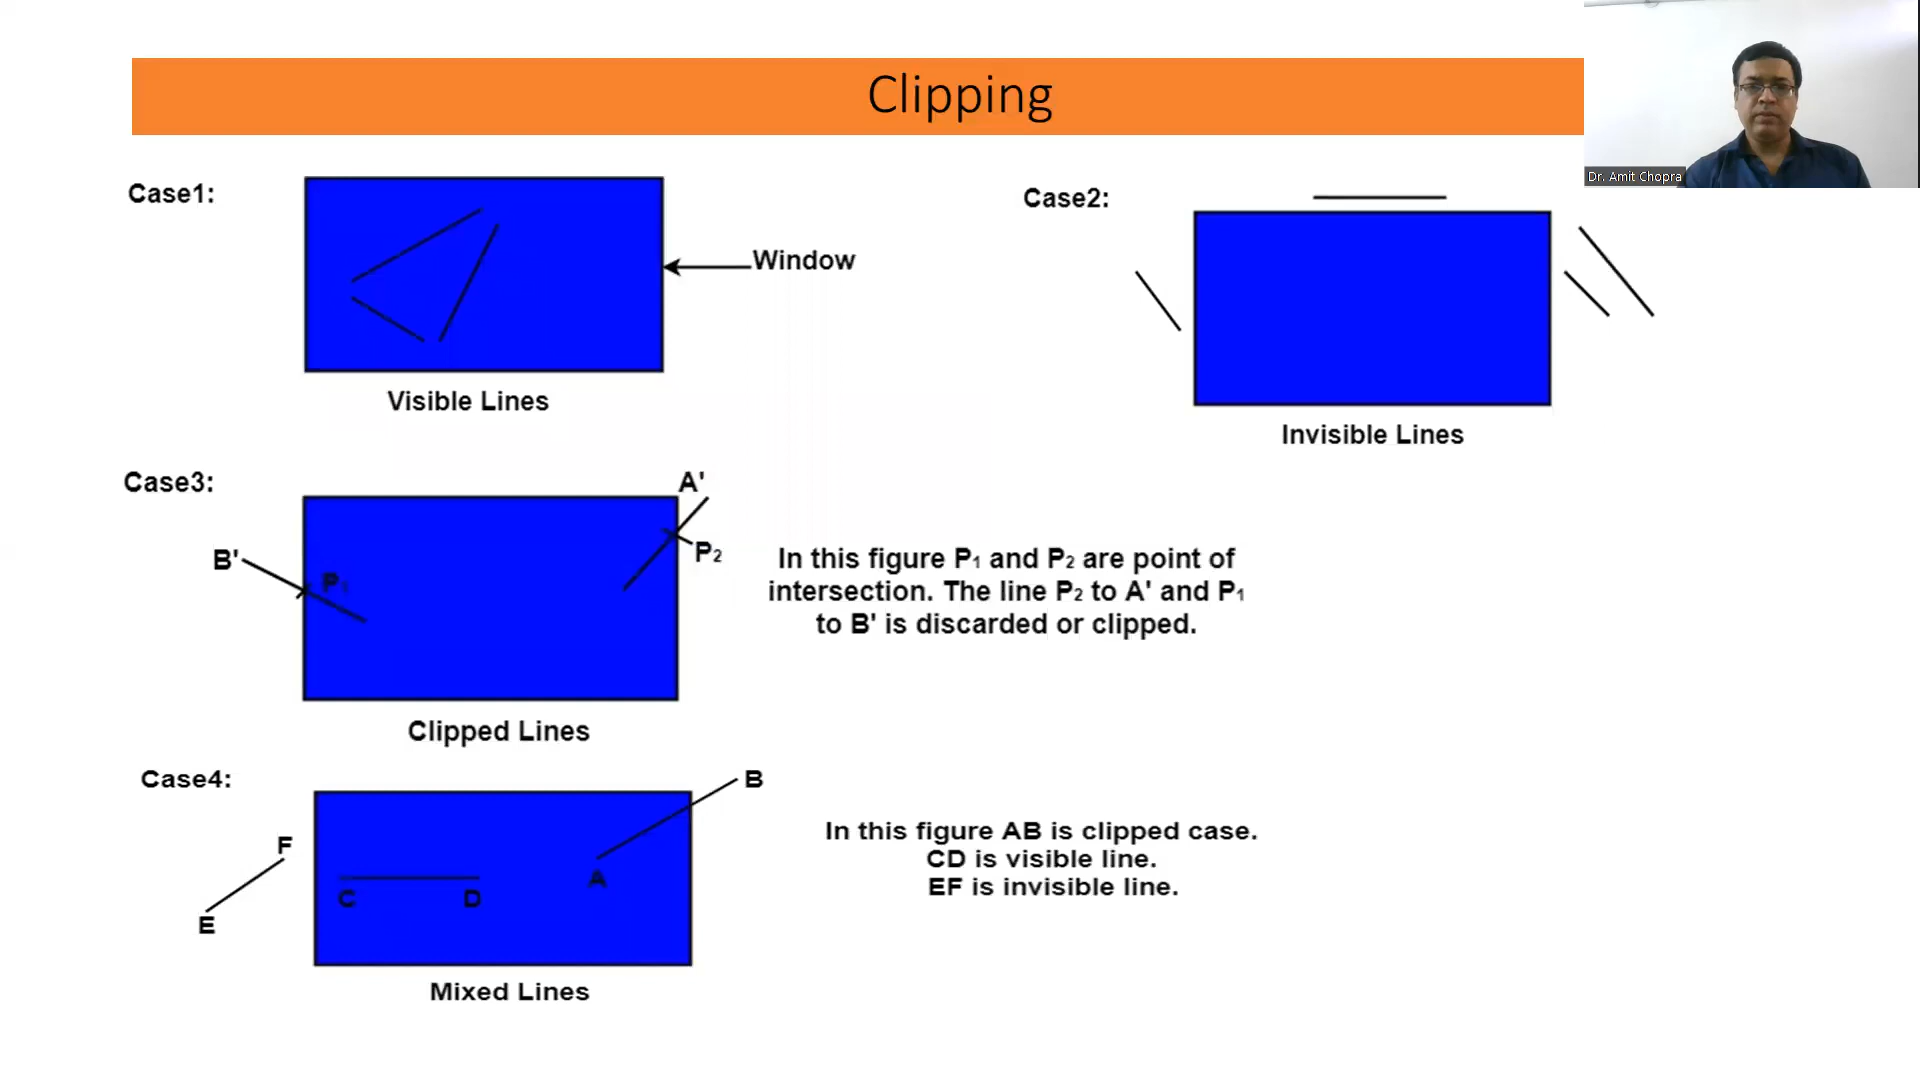 Clipping
Dr. Amit Chopra
Case1:
Window
Visible Lines
Case2:
Invisible Lines
Case3:
A'
B'
P₁
P₂
In this figure P₁ and P₂ are point of
intersection. The line P₂ to A' and P₁
to B' is discarded or clipped.
Clipped Lines
Case4:
B
F
A
C
D
E
In this figure AB is clipped case.
CD is visible line.
EF is invisible line.
Mixed Lines